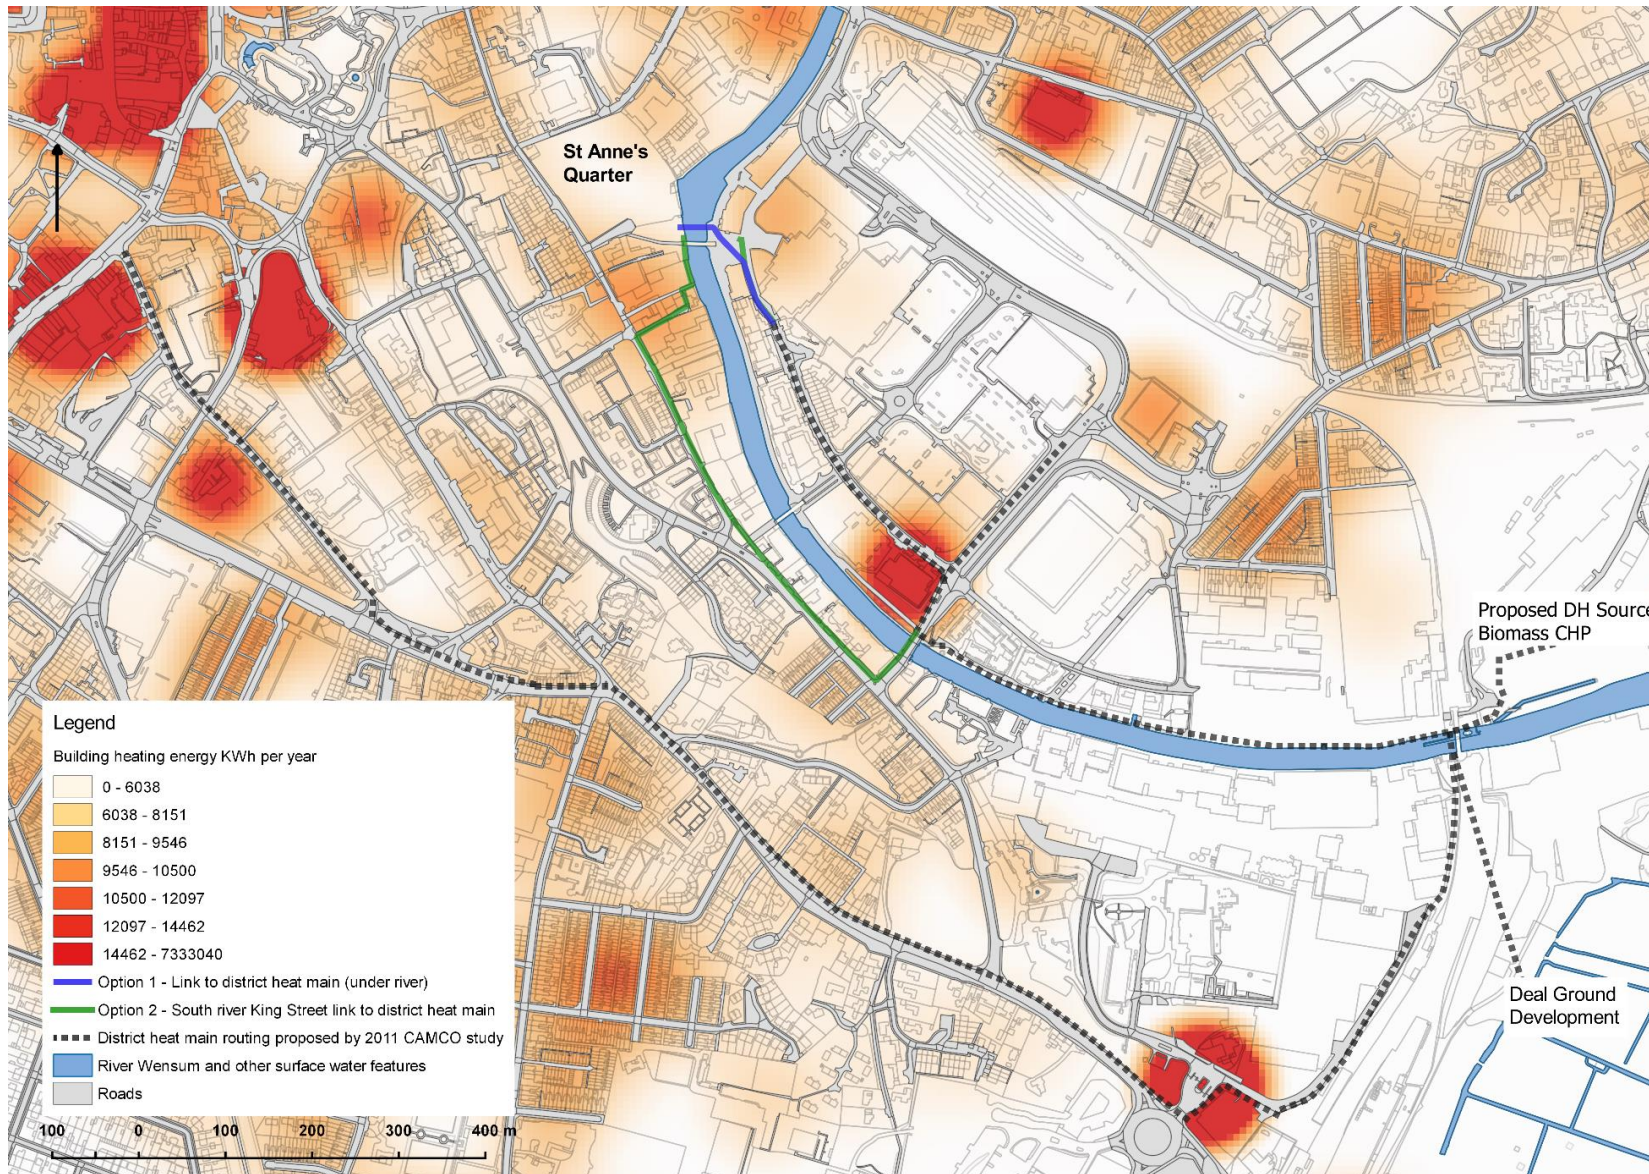 St Anne's
Quarter
Proposed DH Source
Biomass CHP
Deal Ground
Development
Legend
Building heating energy KWh per year
0 - 6038
6038 - 8151
8151 - 9546
9546 - 10500
10500 - 12097
12097 - 14462
14462 - 7333040
Option 1 - Link to district heat main (under river)
Option 2 - South river King Street link to district heat main
District heat main routing proposed by 2011 CAMCO study
River Wensum and other surface water features
Roads
100 0 100 200 300 400 m